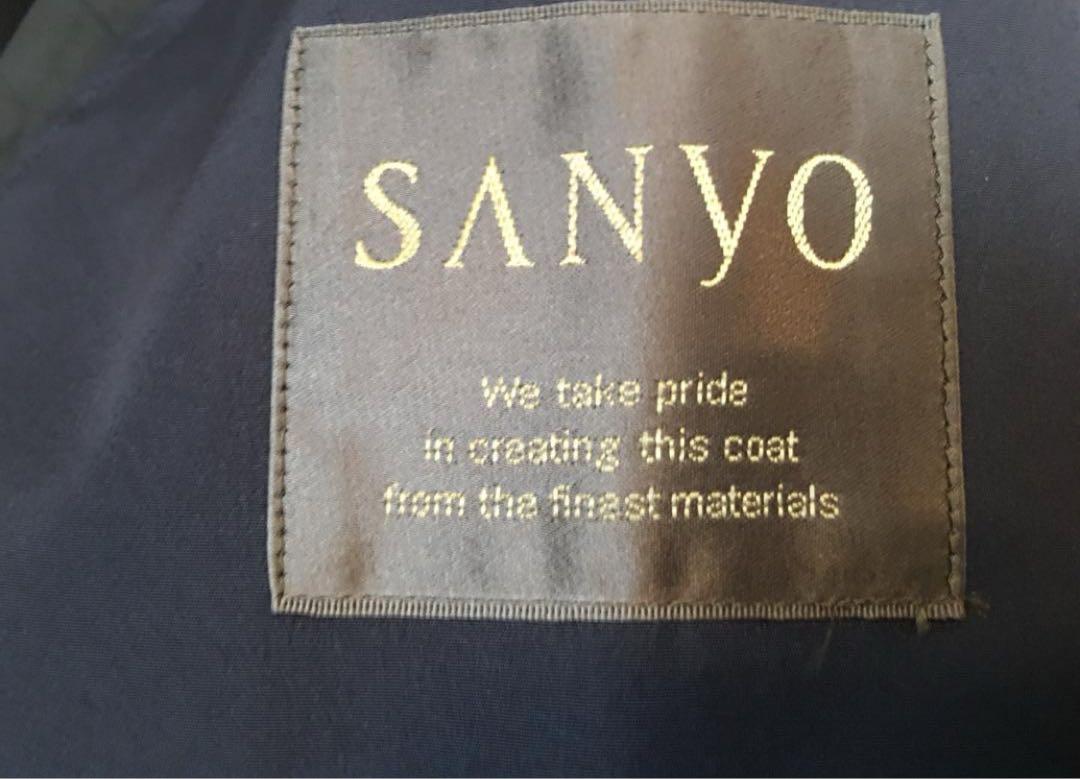 SANYO
We take pride
in creating this coat
from the finest materials